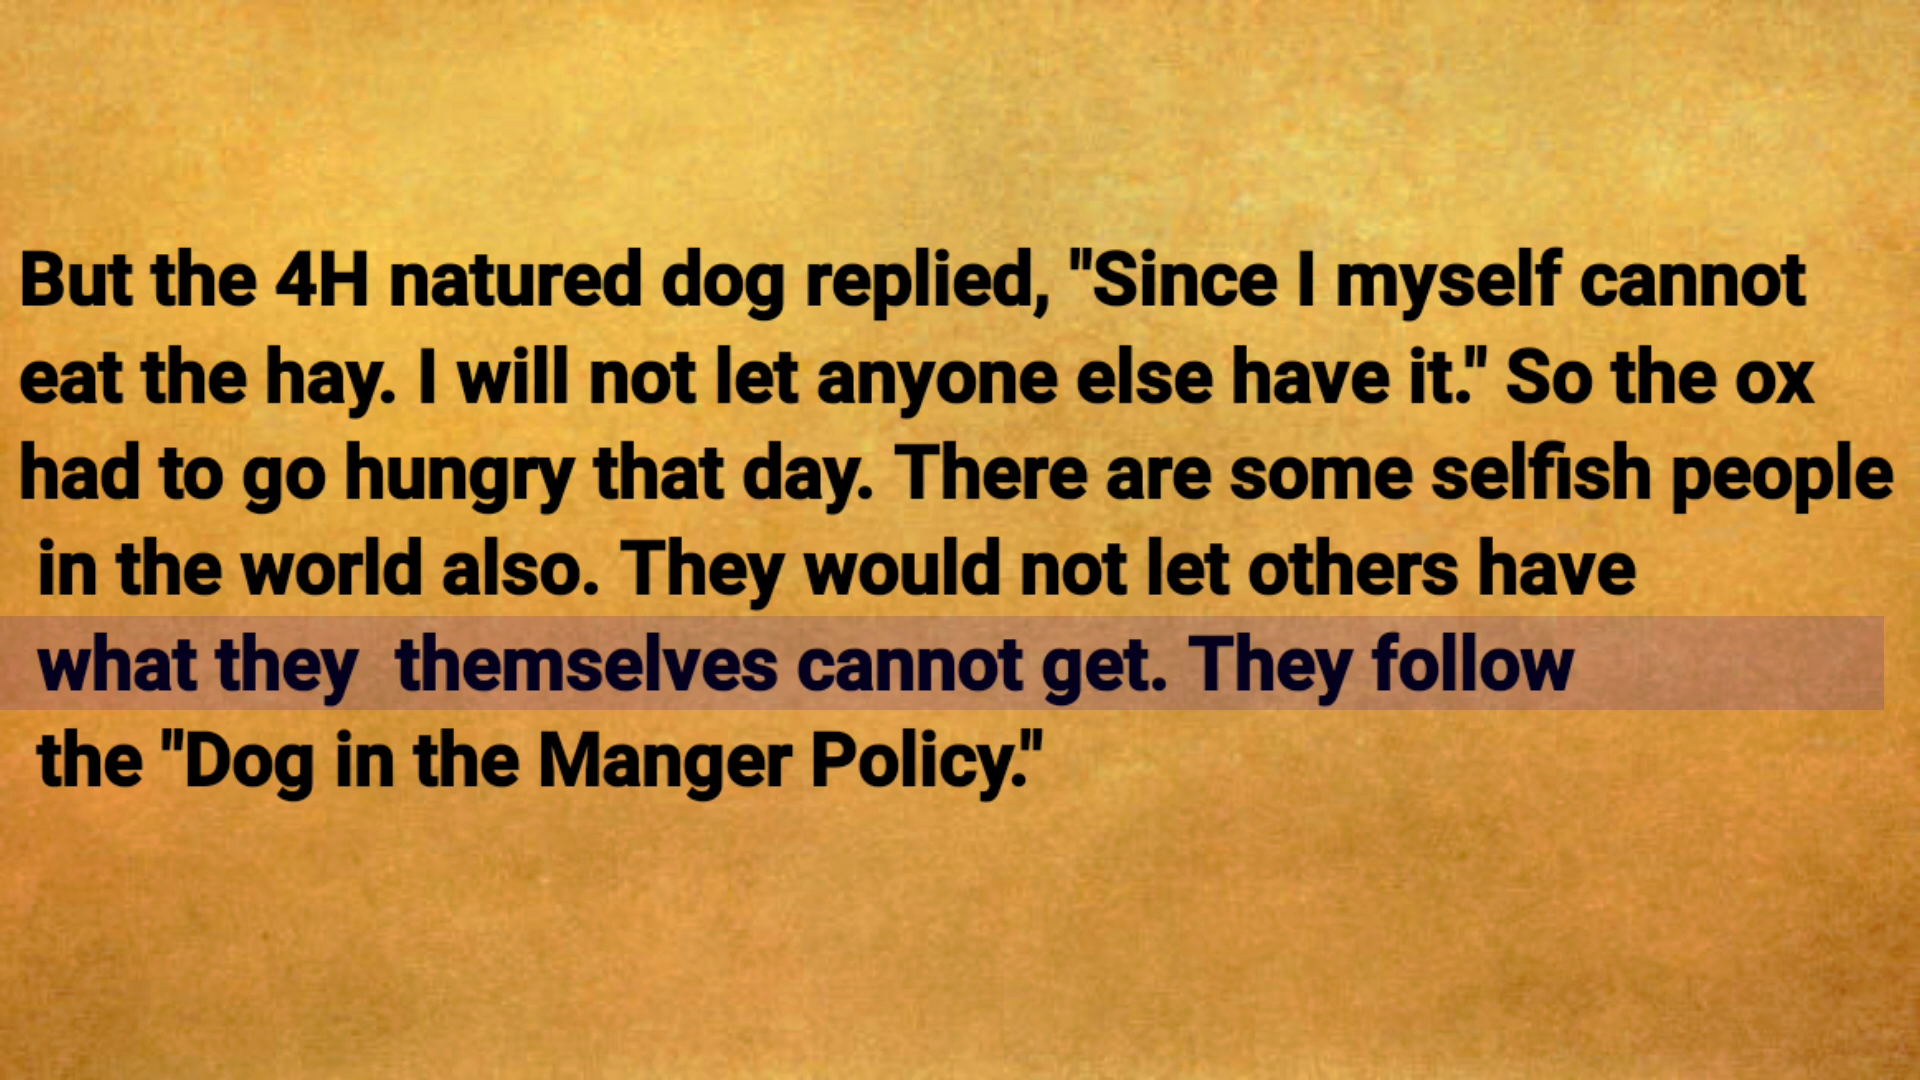 But the 4H natured dog replied, "Since I myself cannot
eat the hay. I will not let anyone else have it." So the ox
had to go hungry that day. There are some selfish people
in the world also. They would not let others have
what they  themselves cannot get. They follow
the "Dog in the Manger Policy."